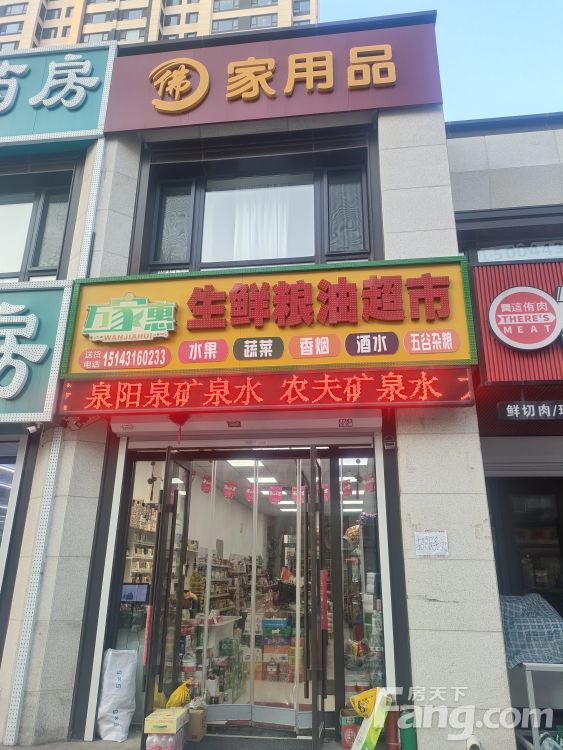 药房
佛 家用品
房
万家惠
WANJIAHUI
生鲜粮油超市
送货电话 15143160233
水果 蔬菜 香烟 酒水 五谷杂粮
泉阳泉矿泉水 农夫矿泉水
THERE'S
MEAT
鲜切肉/
房天下
Fang.com